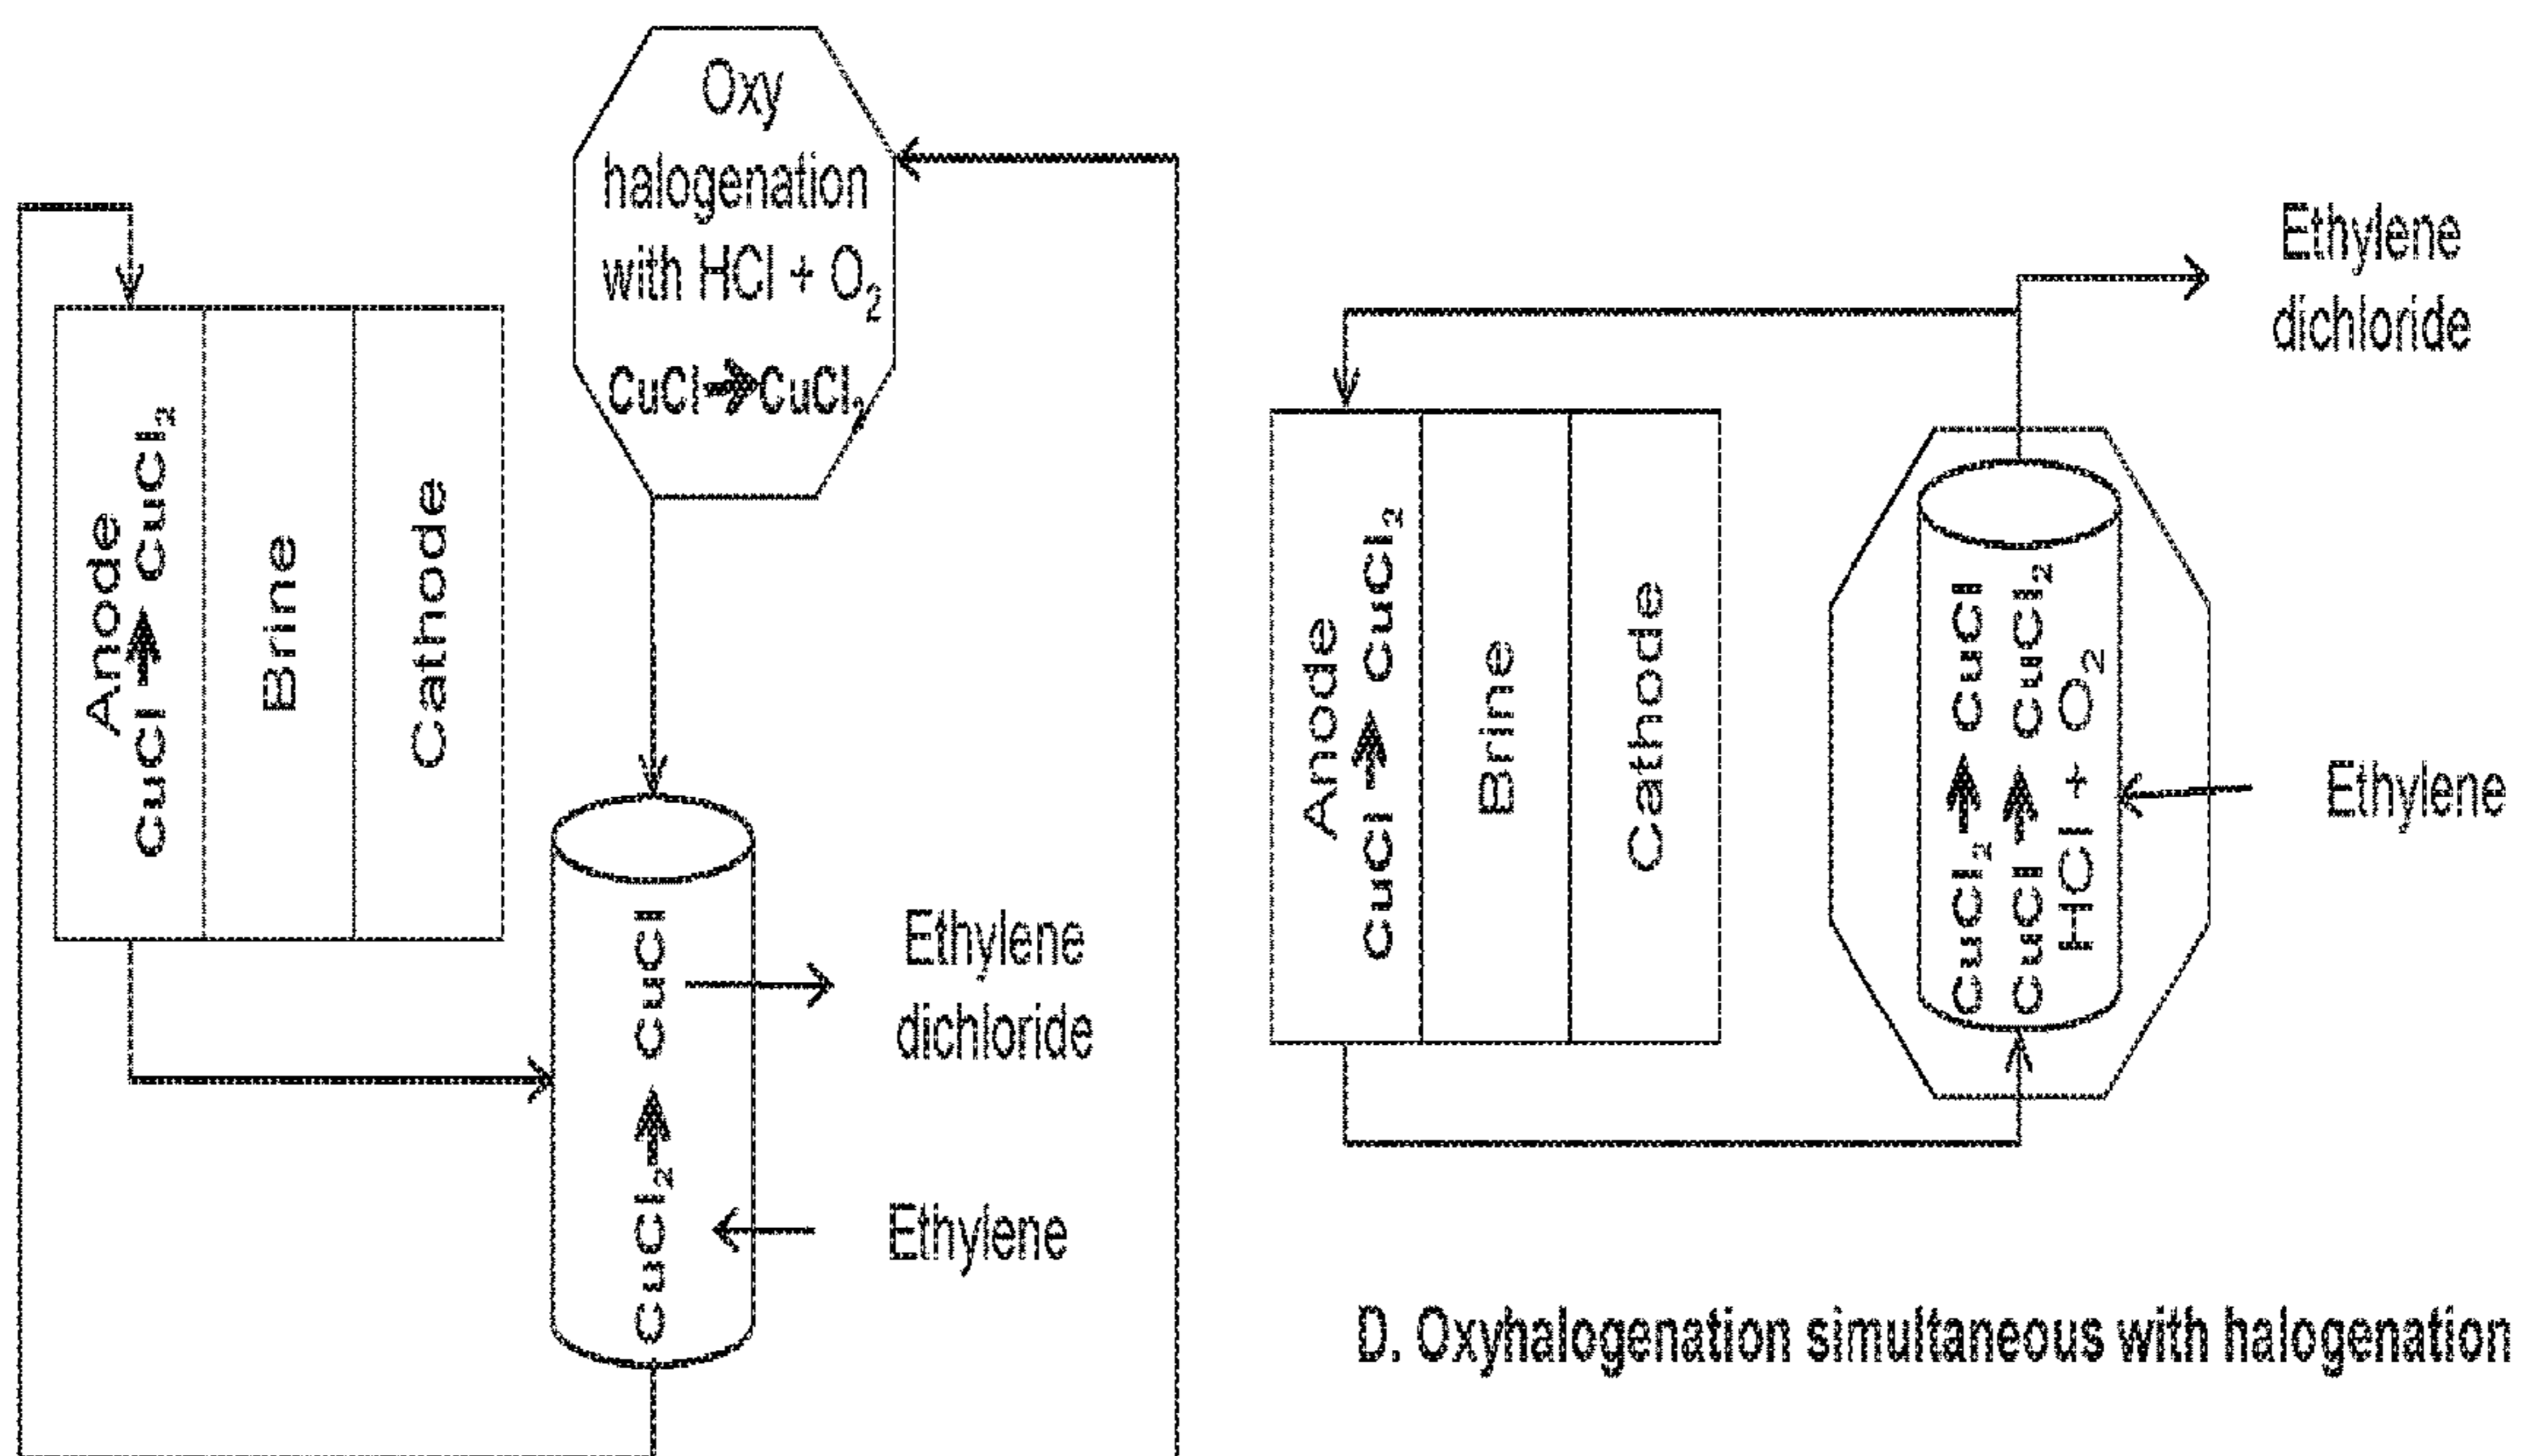 Oxy
halogenation
with HCl + O₂
CuCl → CuCl₂
Anode
CuCl → CuCl₂
Brine
Cathode
CuCl₂ → CuCl
Ethylene
dichloride
Ethylene
Ethylene
dichloride
Anode
CuCl → CuCl₂
Brine
Cathode
CuCl₂ → CuCl
CuCl → CuCl₂
HCl + O₂
Ethylene
D. Oxyhalogenation simultaneous with halogenation